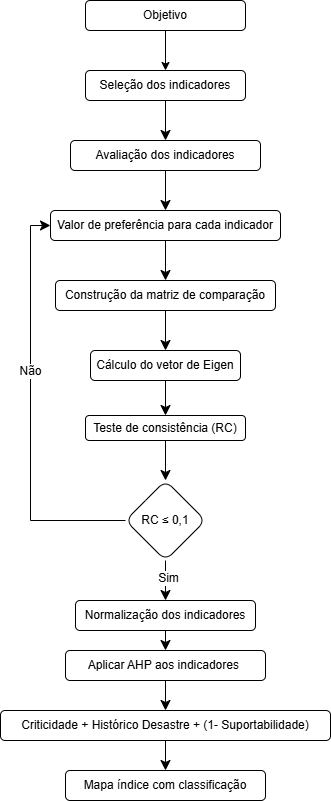 Objetivo
Seleção dos indicadores
Avaliação dos indicadores
Valor de preferência para cada indicador
Construção da matriz de comparação
Cálculo do vetor de Eigen
Não
Teste de consistência (RC)
RC ≤ 0,1
Sim
Normalização dos indicadores
Aplicar AHP aos indicadores
Criticidade + Histórico Desastre + (1- Suportabilidade)
Mapa índice com classificação